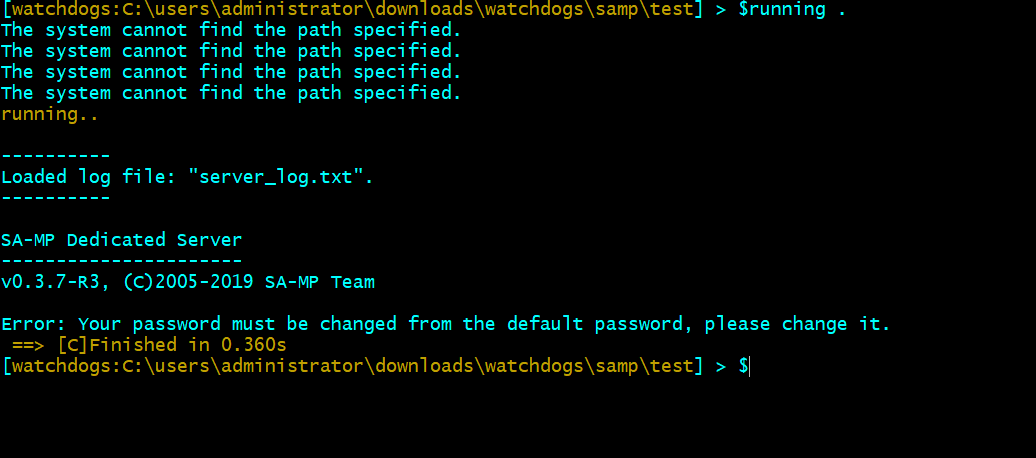 [watchdogs:C:\users\administrator\downloads\watchdogs\samp\test] > $running .
The system cannot find the path specified.
The system cannot find the path specified.
The system cannot find the path specified.
The system cannot find the path specified.
running..
----------
Loaded log file: "server_log.txt".
----------
SA-MP Dedicated Server
----------------------
v0.3.7-R3, (C)2005-2019 SA-MP Team
Error: Your password must be changed from the default password, please change it.
==> [C]Finished in 0.360s
[watchdogs:C:\users\administrator\downloads\watchdogs\samp\test] > $